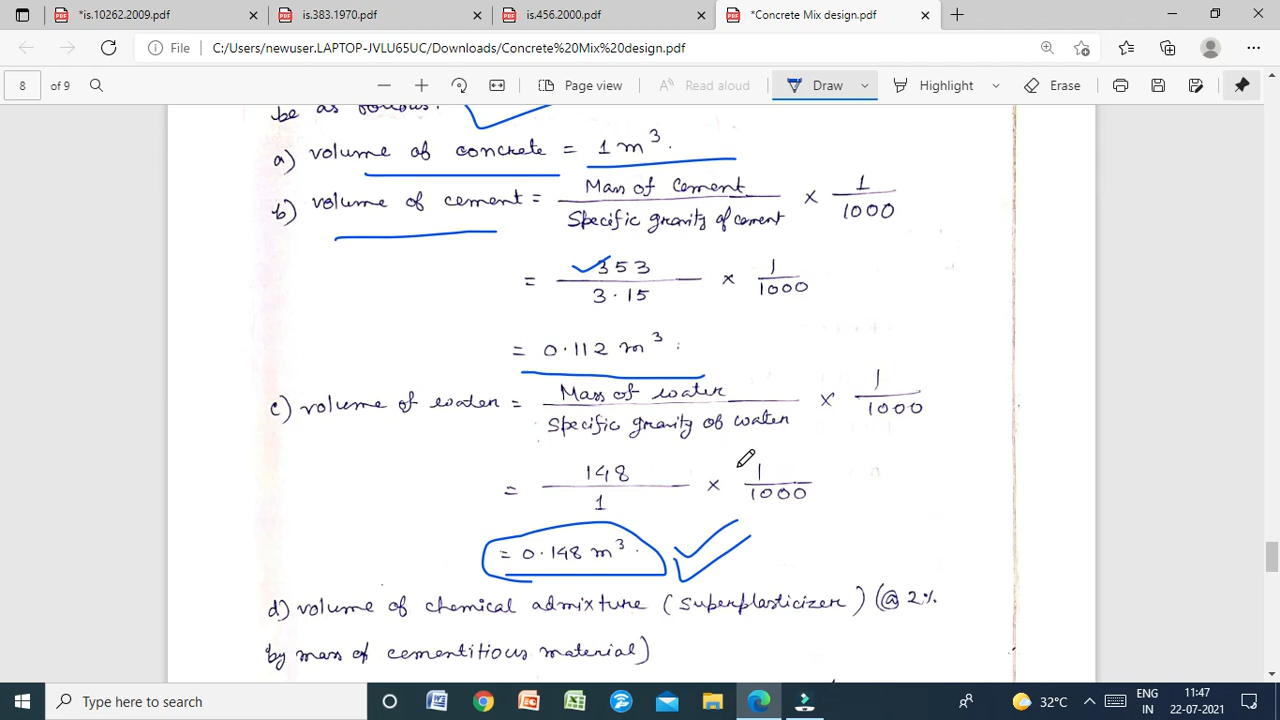 *is.10262.2009.pdf
is.383.1970.pdf
is.456.2000.pdf
*Concrete Mix design.pdf
File
C:/Users/newuser.LAPTOP-JVLU65UC/Downloads/Concrete%20Mix%20design.pdf
8 of 9
Page view
Read aloud
Draw
Highlight
Erase
be as follows.
a) volume of concrete = 1 m³.
b) volume of cement = Mass of Cement / Specific gravity of cement × 1/1000
= 353 / 3.15 × 1/1000
= 0.112 m³.
c) volume of water = Mass of water / Specific gravity of water × 1/1000
= 148 / 1 × 1/1000
= 0.148 m³.
d) volume of chemical admixture (superplasticizer) (@ 2%
by mass of cementitious material)
Type here to search
32°C
ENG
IN
11:47
22-07-2021